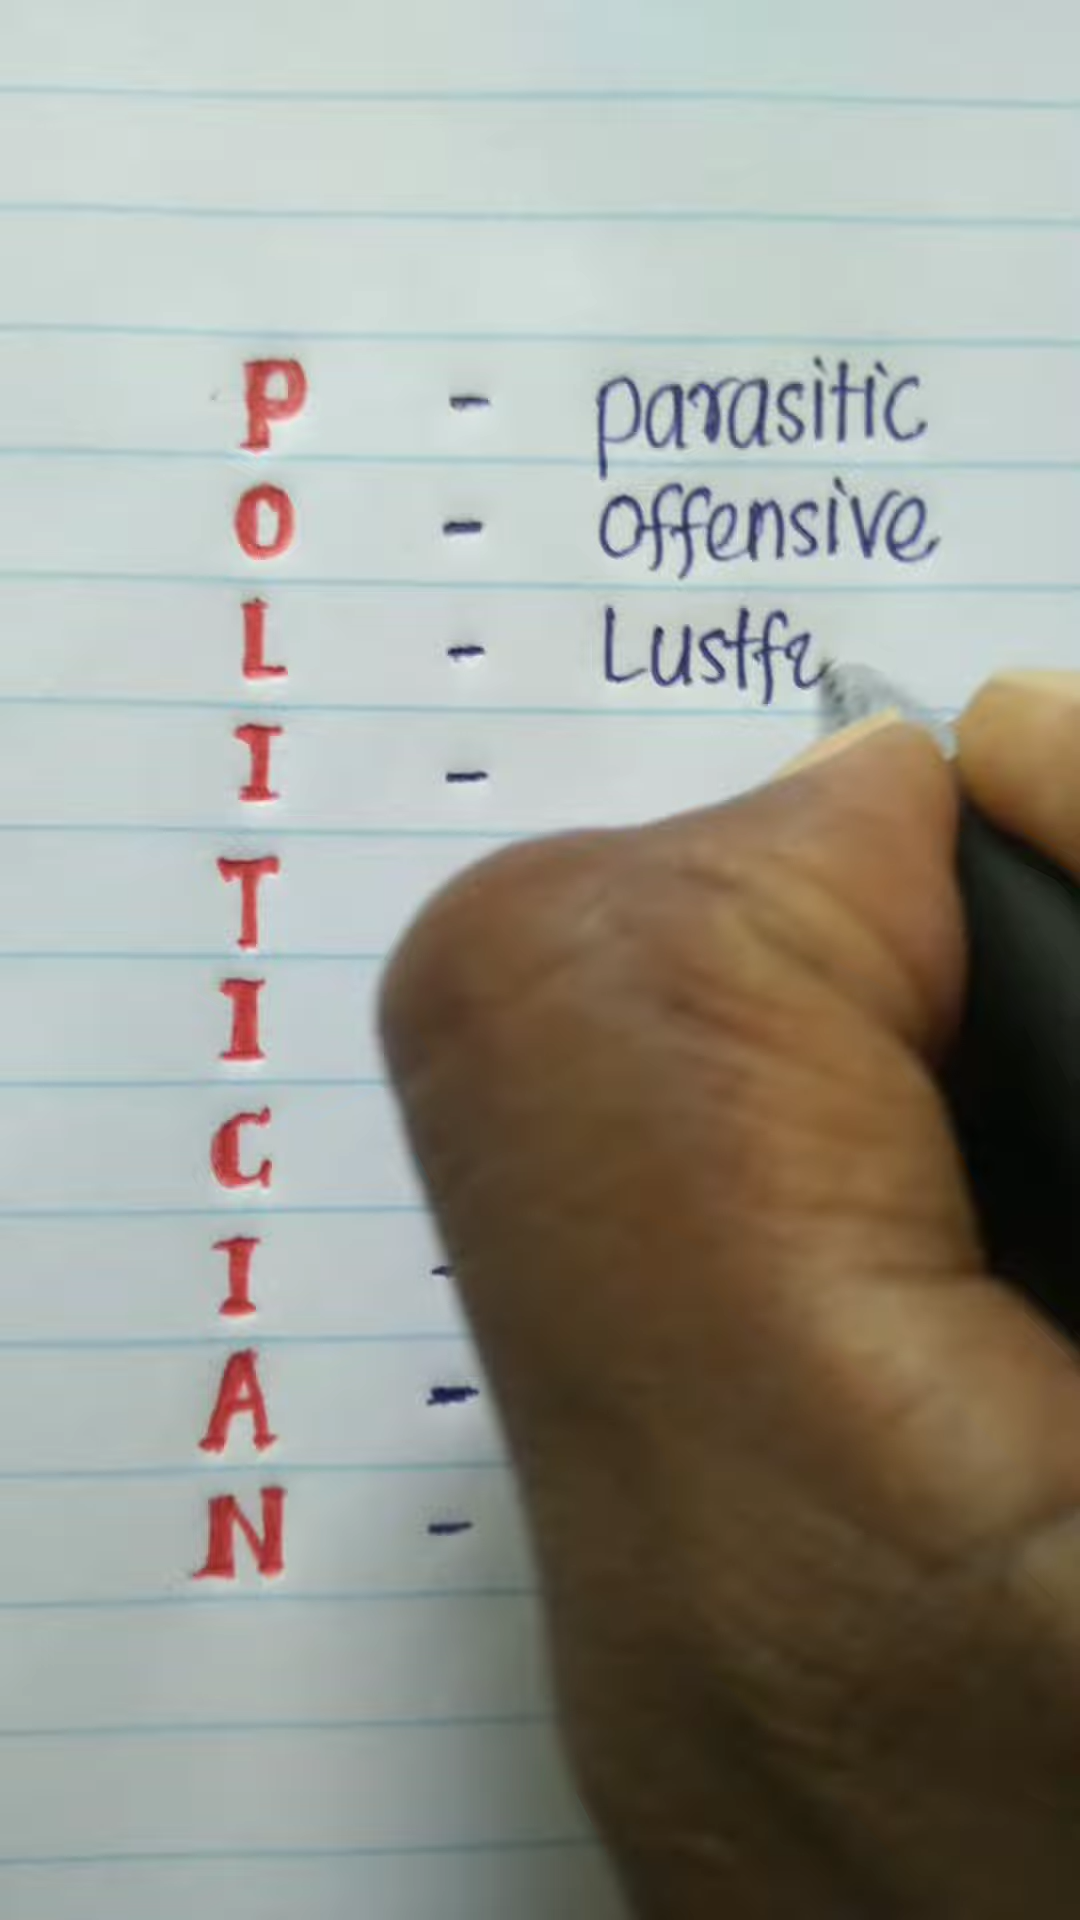 P - parasitic
O - Offensive
L - Lustfu
I -
T
I
C
I -
A -
N -